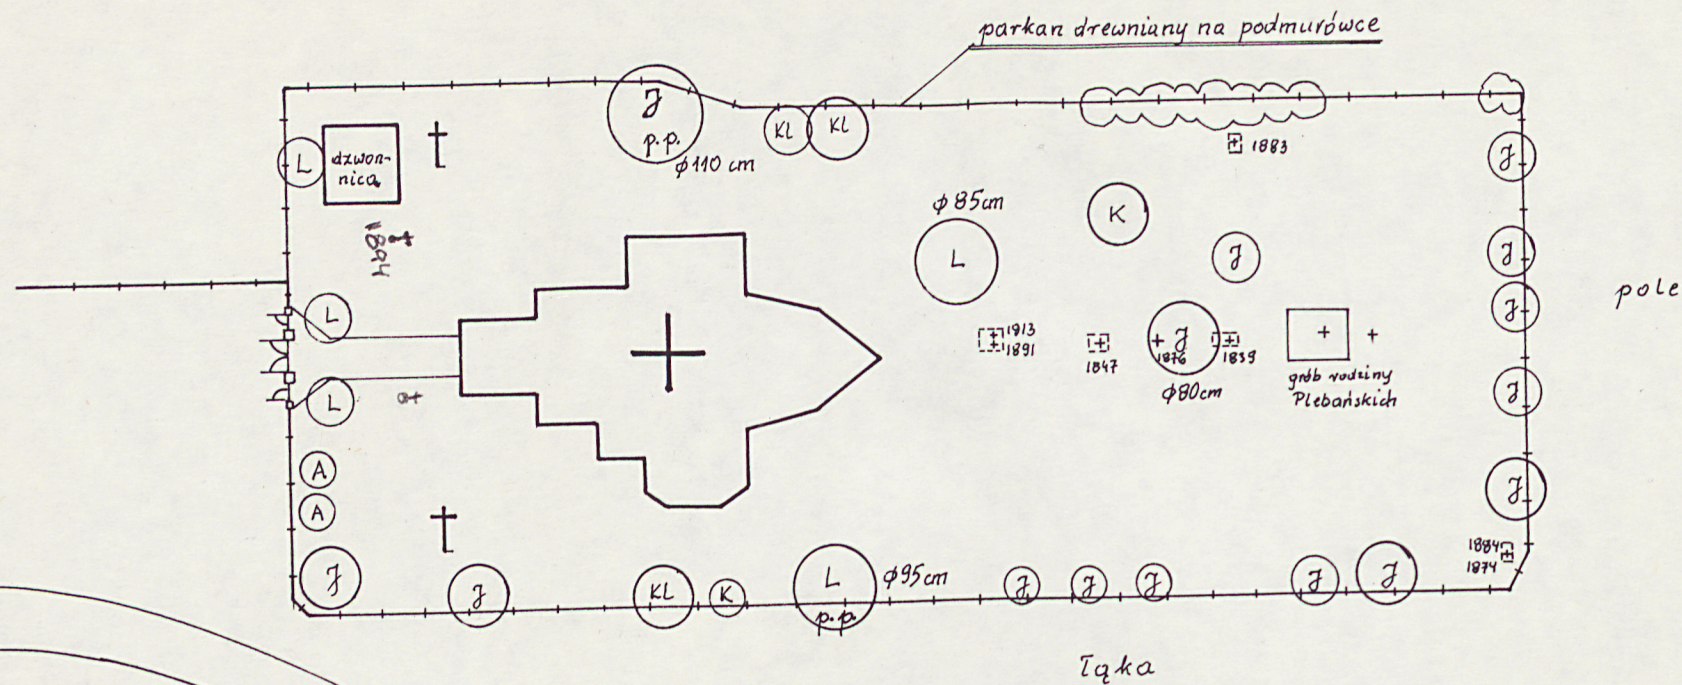 parkan drewniany na podmurówce
J
p.p.
φ110 cm
KL
KL
1883
L
dzwon-
nica
J
φ85cm
K
L
J
J
1894
pole
L
J
1913
1891
1847
J
1876
1839
φ80cm
grób rodziny
Plebańskich
L
J
A
A
J
1884
1874
J
J
KL
K
L
φ95cm
p.p.
J
J
J
J
J
Łąka